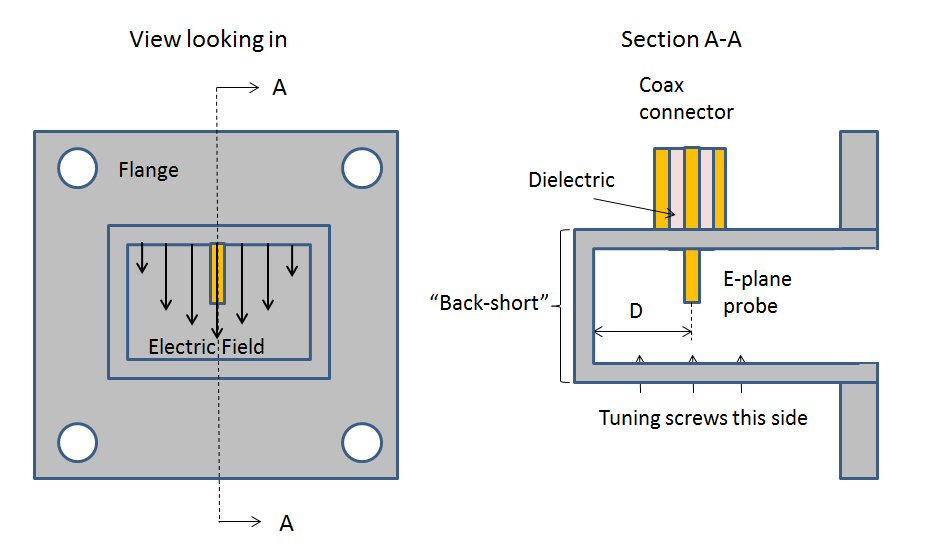 View looking in
A
Flange
Electric Field
A
Section A-A
Coax
connector
Dielectric
“Back-short”
E-plane
probe
D
Tuning screws this side